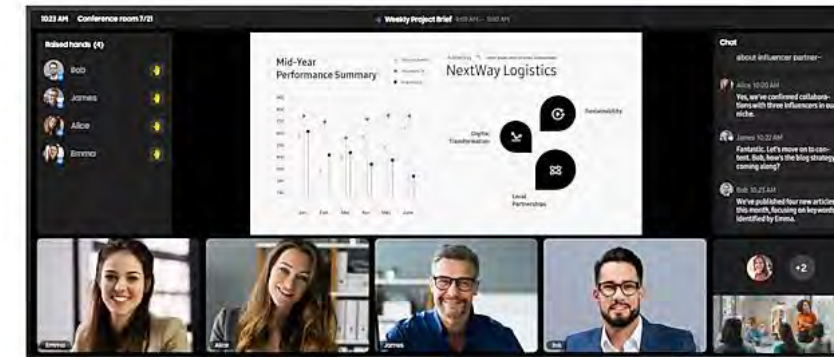 10:23 AM Conference room 7/21
Weekly Project Brief
Raised hands (4)
Bob
James
Alice
Emma
Mid-Year
Performance Summary
NextWay Logistics
Sustainability
Digital
Transformation
Local
Partnerships
Jan
Feb
Mar
Apr
May
June
Chat
about influencer partner-
Alice 10:20 AM
Yes, we've confirmed collabora-
tions with three influencers in our
niche.
James 10:22 AM
Fantastic. Let's move on to con-
tent. Bob, how's the blog strategy
coming along?
Bob 10:23 AM
We've published four new articles
this month, focusing on keywords
identified by Emma.
+2
Emma
Alice
James